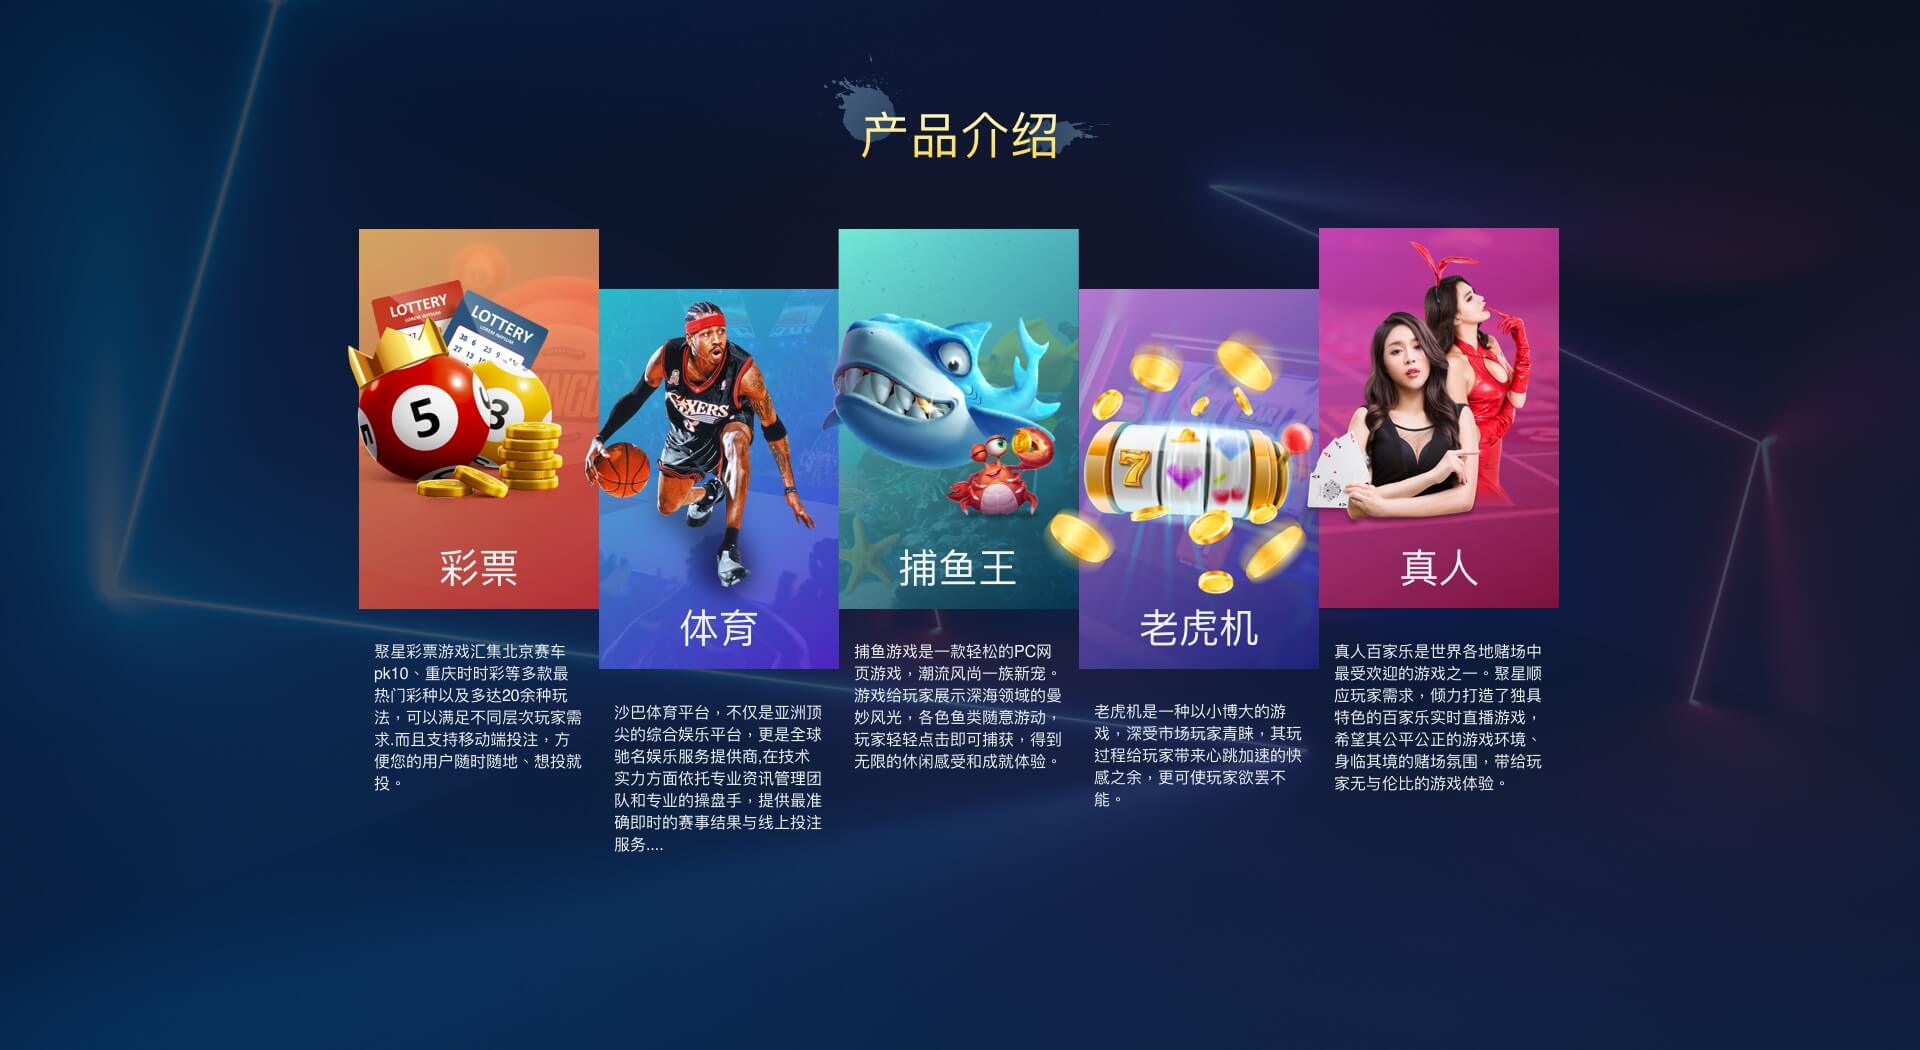 产品介绍
LOTTERY
LOREM IPSUM
LOTTERY
LOREM IPSUM
30 6 23 9
27 13
5
3
彩票
聚星彩票游戏汇集北京赛车
pk10、重庆时时彩等多款最
热门彩种以及多达20余种玩
法，可以满足不同层次玩家需
求.而且支持移动端投注，方
便您的用户随时随地、想投就
投。
SIXERS
体育
沙巴体育平台，不仅是亚洲顶
尖的综合娱乐平台，更是全球
驰名娱乐服务提供商,在技术
实力方面依托专业资讯管理团
队和专业的操盘手，提供最准
确即时的赛事结果与线上投注
服务....
捕鱼王
捕鱼游戏是一款轻松的PC网
页游戏，潮流风尚一族新宠。
游戏给玩家展示深海领域的曼
妙风光，各色鱼类随意游动，
玩家轻轻点击即可捕获，得到
无限的休闲感受和成就体验。
7
老虎机
老虎机是一种以小博大的游
戏，深受市场玩家青睐，其玩
过程给玩家带来心跳加速的快
感之余，更可使玩家欲罢不
能。
真人
真人百家乐是世界各地赌场中
最受欢迎的游戏之一。聚星顺
应玩家需求，倾力打造了独具
特色的百家乐实时直播游戏，
希望其公平公正的游戏环境、
身临其境的赌场氛围，带给玩
家无与伦比的游戏体验。